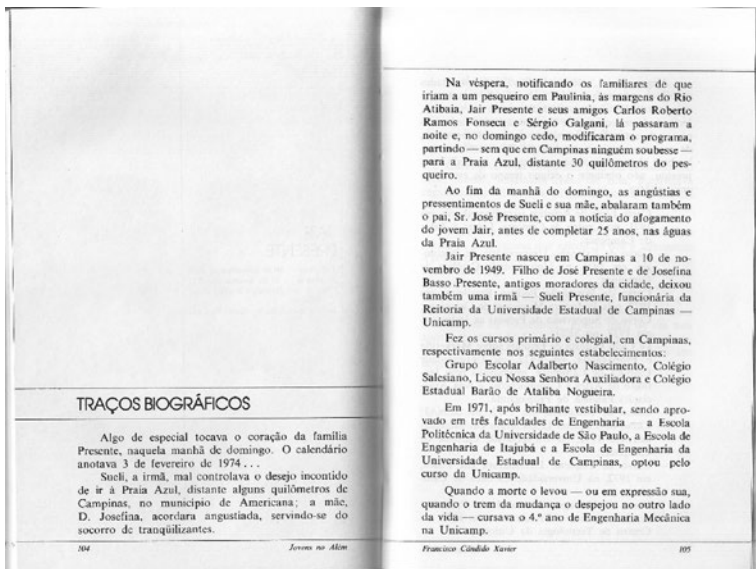 TRAÇOS BIOGRÁFICOS
Algo de especial tocava o coração da família
Presente, naquela manhã de domingo. O calendário
anotava 3 de fevereiro de 1974 . . .
Sueli, a irmã, mal controlava o desejo incontido
de ir à Praia Azul, distante alguns quilômetros de
Campinas, no município de Americana; a mãe,
D. Josefina, acordara angustiada, servindo-se do
socorro de tranqüilizantes.
104
Jovens no Além
Na véspera, notificando os familiares de que
iriam a um pesqueiro em Paulínia, às margens do Rio
Atibaia, Jair Presente e seus amigos Carlos Roberto
Ramos Fonseca e Sérgio Galgani, lá passaram a
noite e, no domingo cedo, modificaram o programa,
partindo — sem que em Campinas ninguém soubesse —
para a Praia Azul, distante 30 quilômetros do pes-
queiro.
Ao fim da manhã do domingo, as angústias e
pressentimentos de Sueli e sua mãe, abalaram também
o pai, Sr. José Presente, com a notícia do afogamento
do jovem Jair, antes de completar 25 anos, nas águas
da Praia Azul.
Jair Presente nasceu em Campinas a 10 de no-
vembro de 1949. Filho de José Presente e de Josefina
Basso Presente, antigos moradores da cidade, deixou
também uma irmã — Sueli Presente, funcionária da
Reitoria da Universidade Estadual de Campinas —
Unicamp.
Fez os cursos primário e colegial, em Campinas,
respectivamente nos seguintes estabelecimentos:
Grupo Escolar Adalberto Nascimento, Colégio
Salesiano, Liceu Nossa Senhora Auxiliadora e Colégio
Estadual Barão de Ataliba Nogueira.
Em 1971, após brilhante vestibular, sendo apro-
vado em três faculdades de Engenharia — a Escola
Politécnica da Universidade de São Paulo, a Escola de
Engenharia de Itajubá e a Escola de Engenharia da
Universidade Estadual de Campinas, optou pelo
curso da Unicamp.
Quando a morte o levou — ou em expressão sua,
quando o trem da mudança o despejou no outro lado
da vida — cursava o 4.º ano de Engenharia Mecânica
na Unicamp.
Francisco Cândido Xavier
105